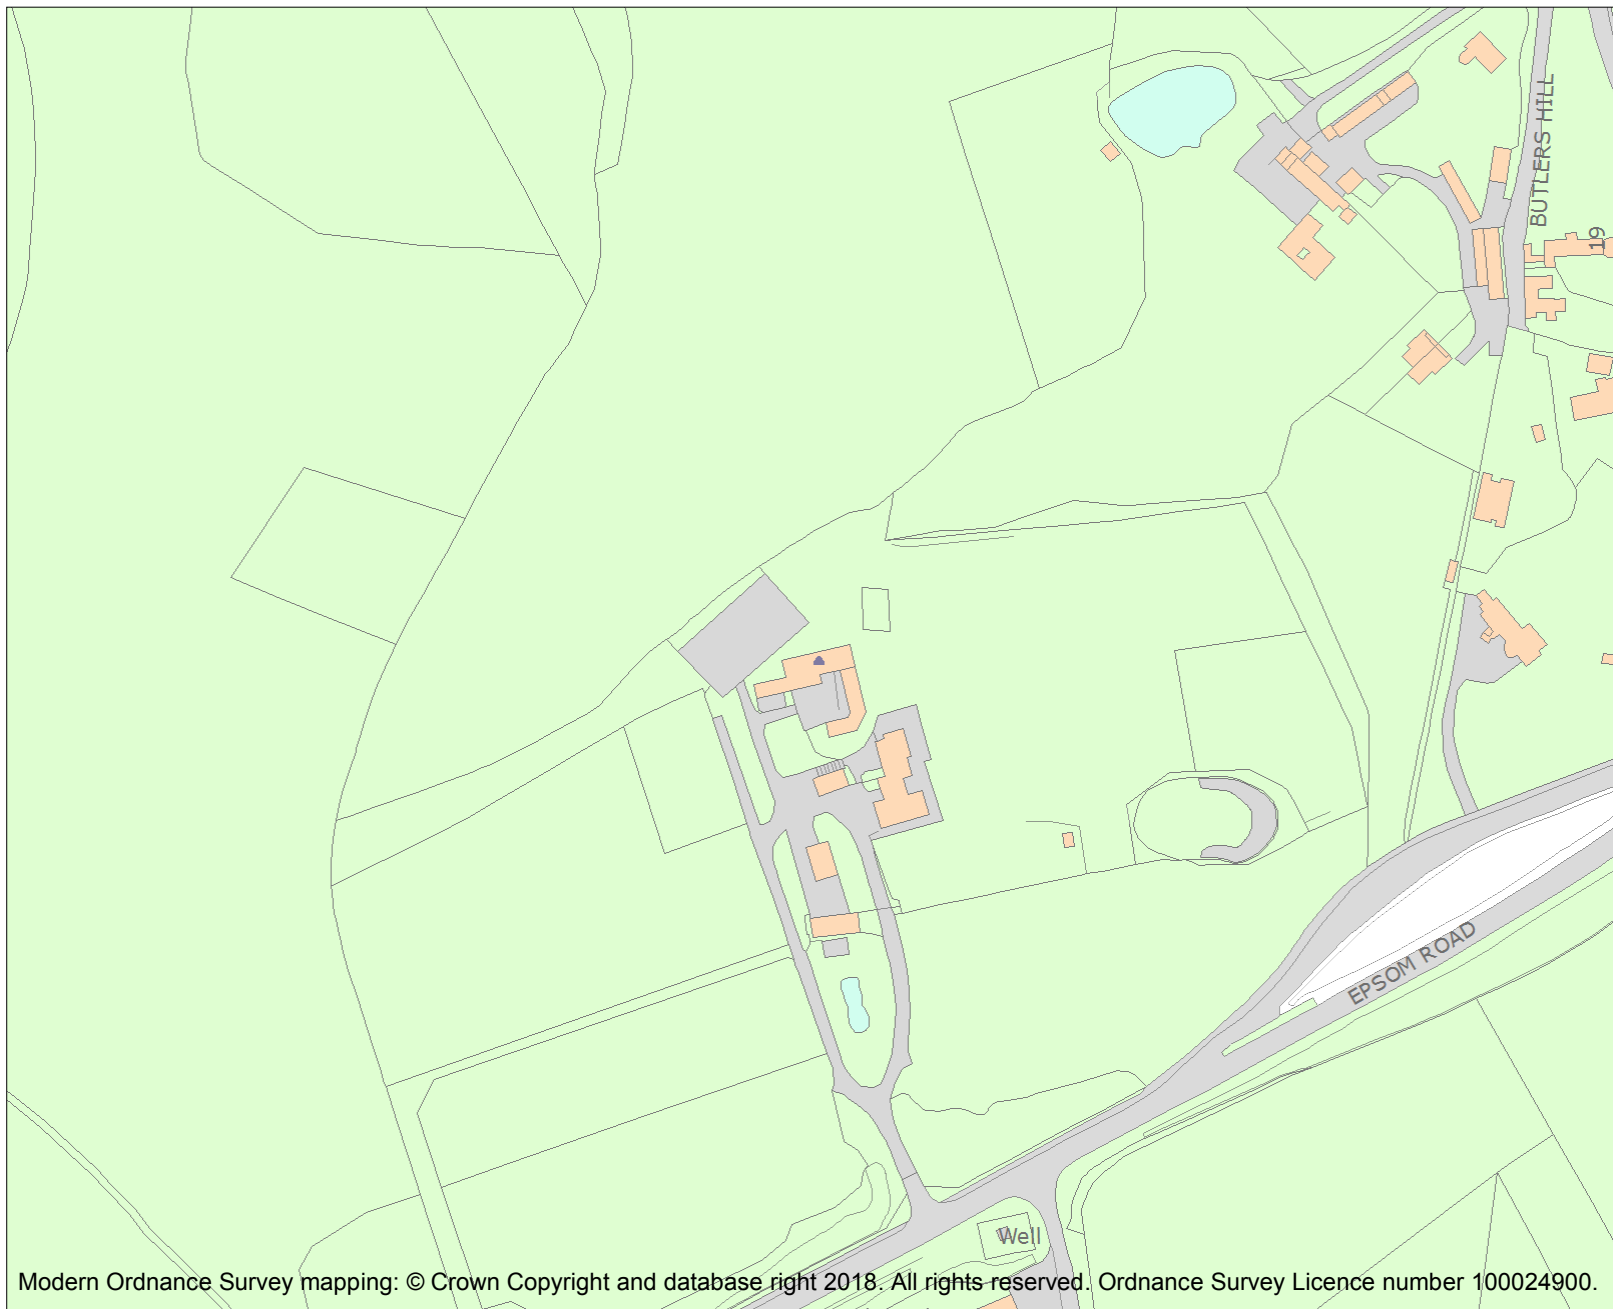 BUTLERS HILL
19
EPSOM ROAD
Well
Modern Ordnance Survey mapping: © Crown Copyright and database right 2018. All rights reserved. Ordnance Survey Licence number 100024900.